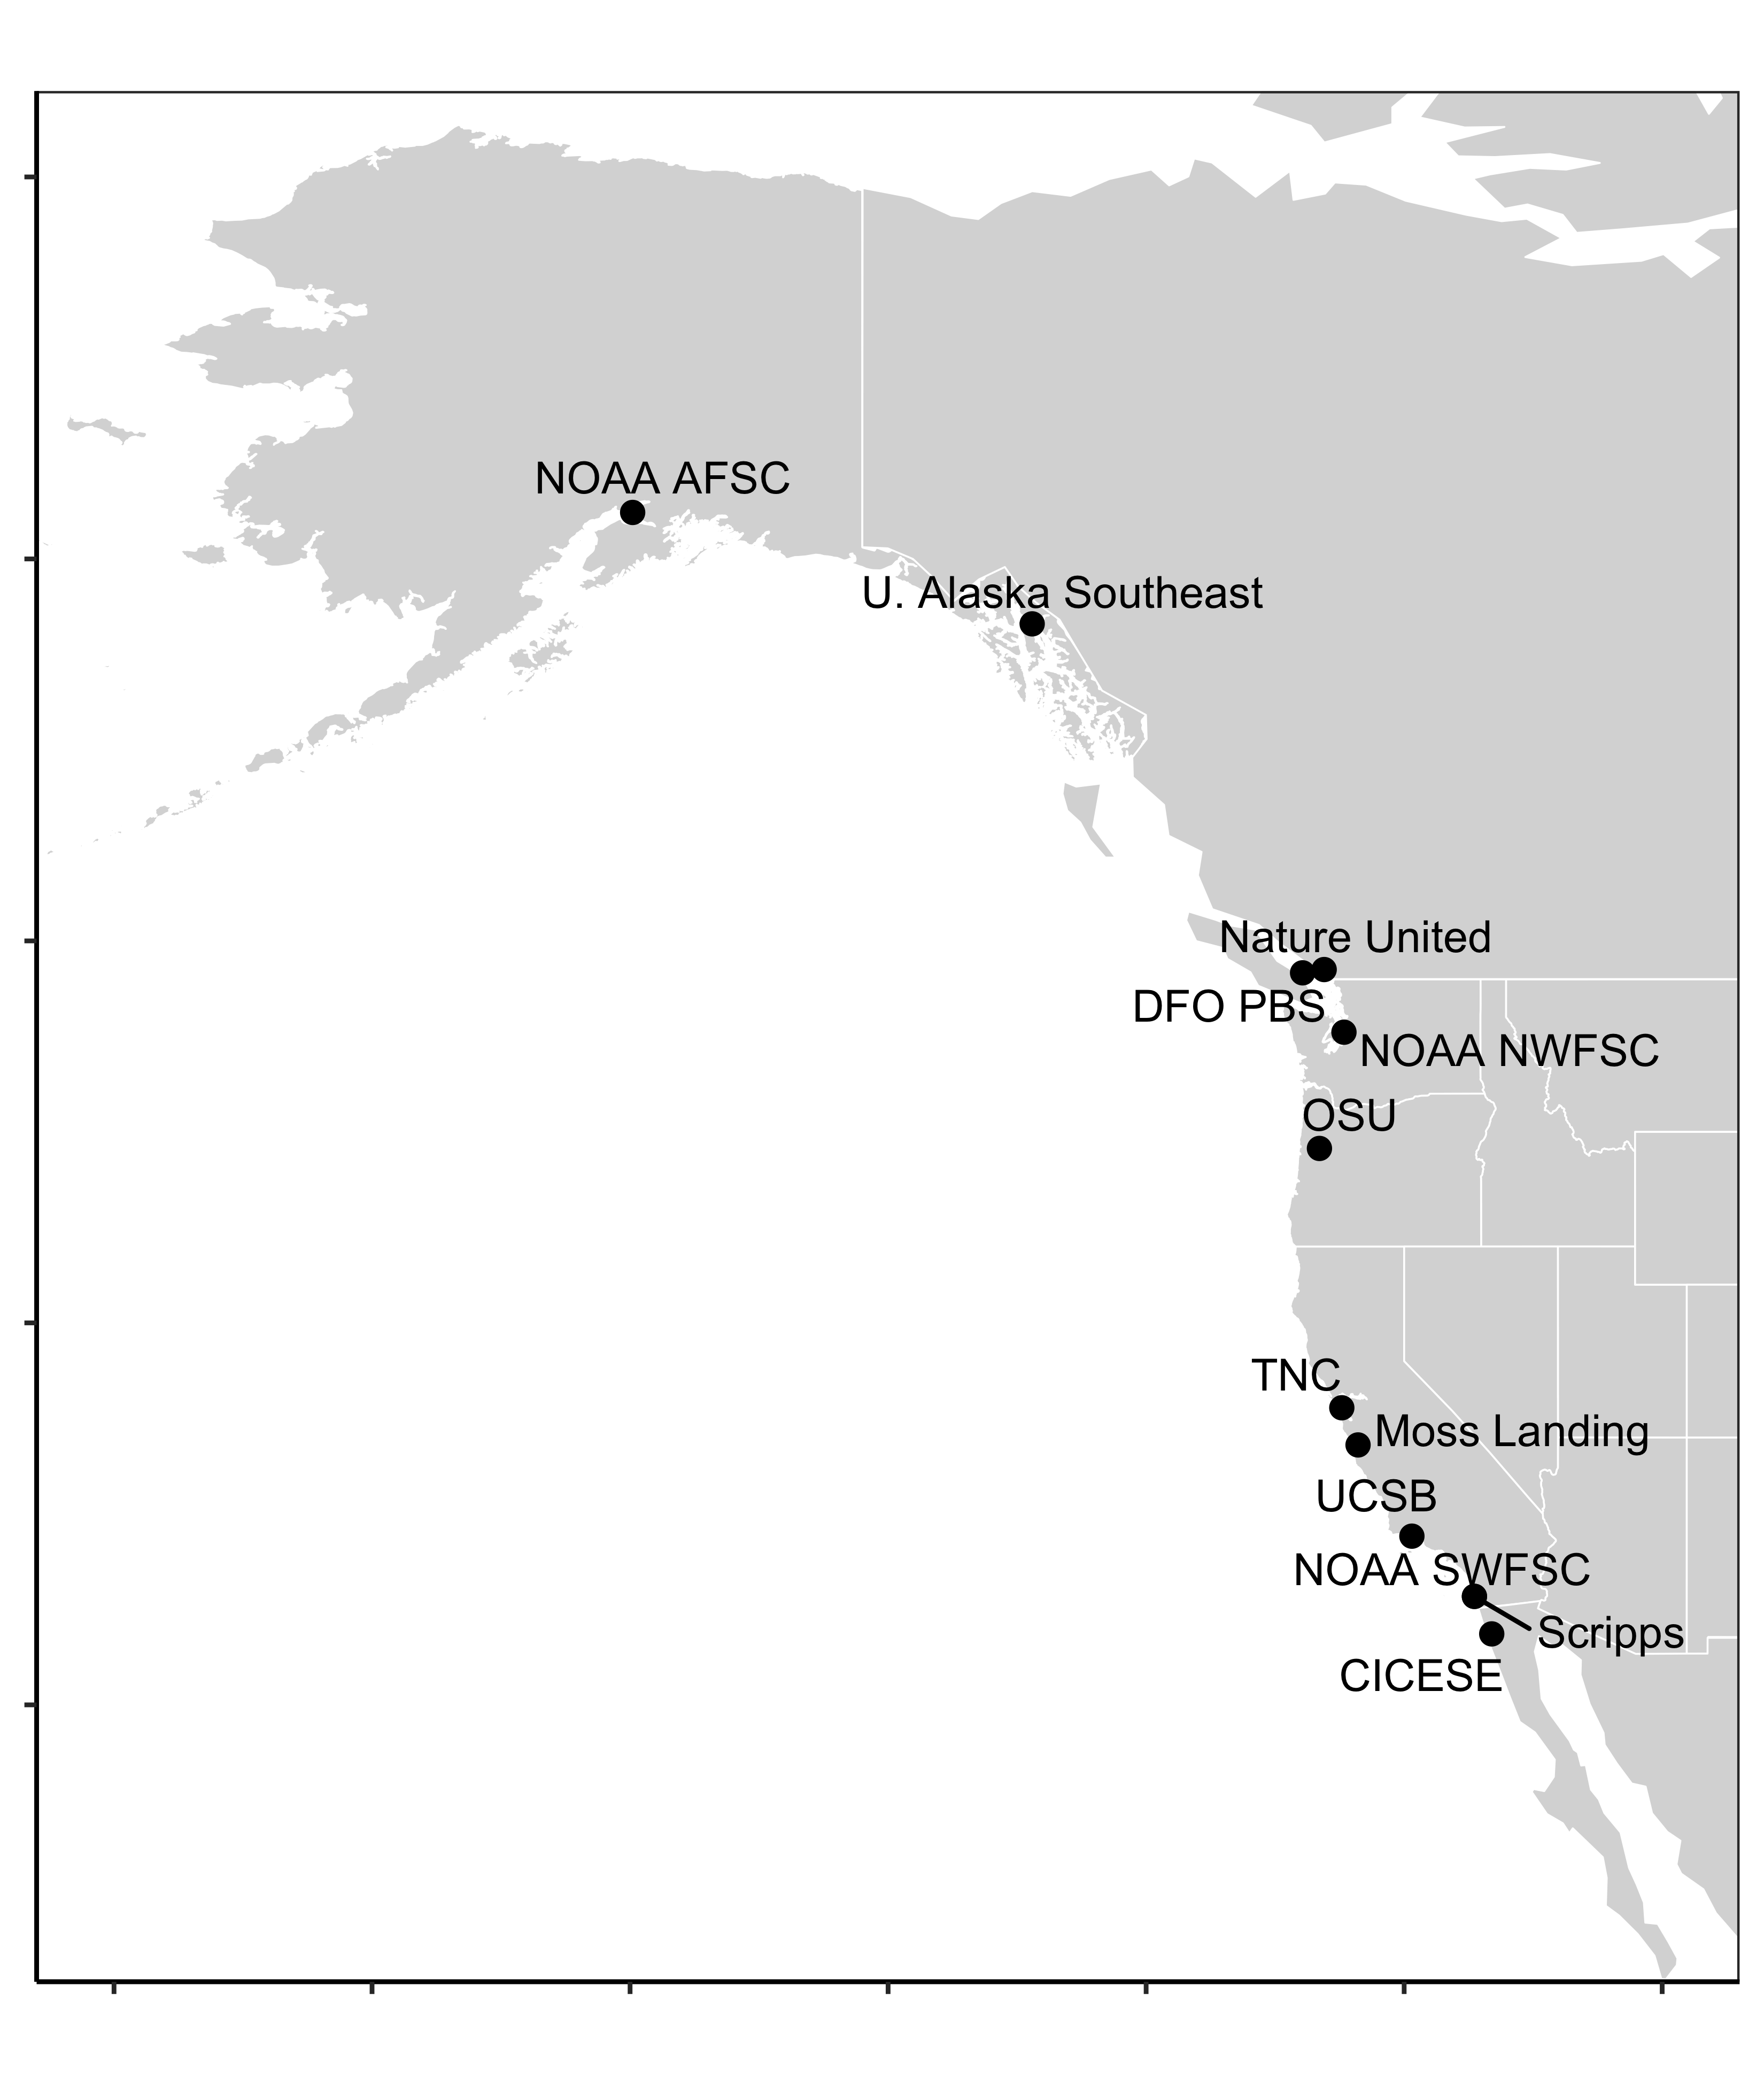 NOAA AFSC
U. Alaska Southeast
Nature United
DFO PBS
NOAA NWFSC
OSU
TNC
Moss Landing
UCSB
NOAA SWFSC
Scripps
CICESE